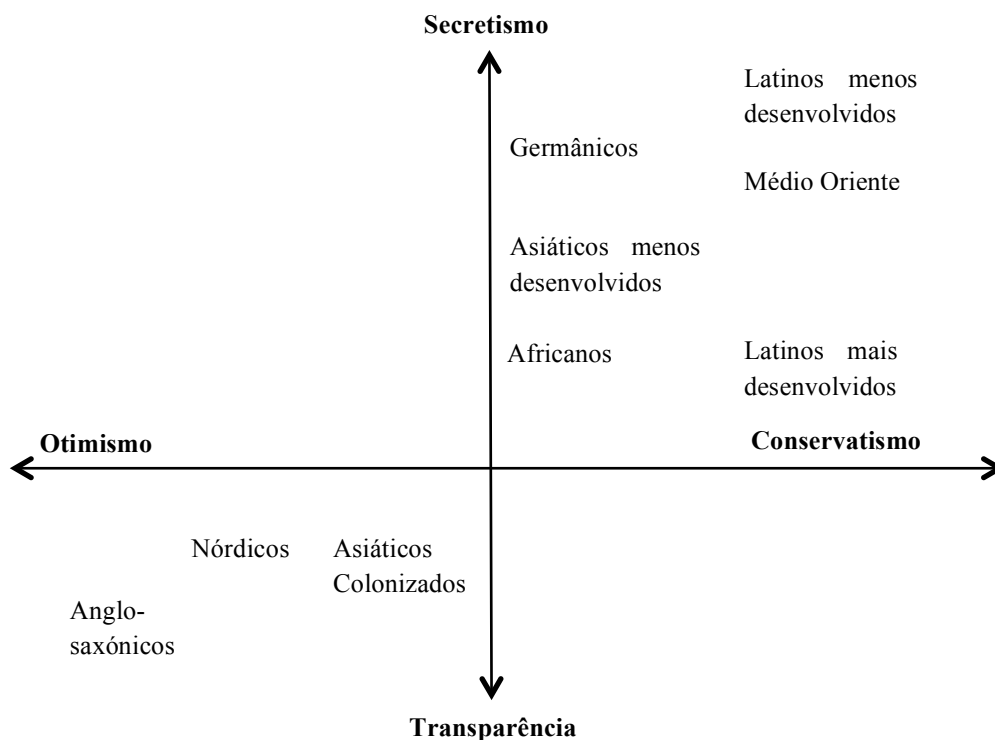 Secretismo
Latinos menos
desenvolvidos
Germânicos
Médio Oriente
Asiáticos menos
desenvolvidos
Africanos
Latinos mais
desenvolvidos
Otimismo
Conservatismo
Nórdicos
Asiáticos
Colonizados
Anglo-
saxónicos
Transparência